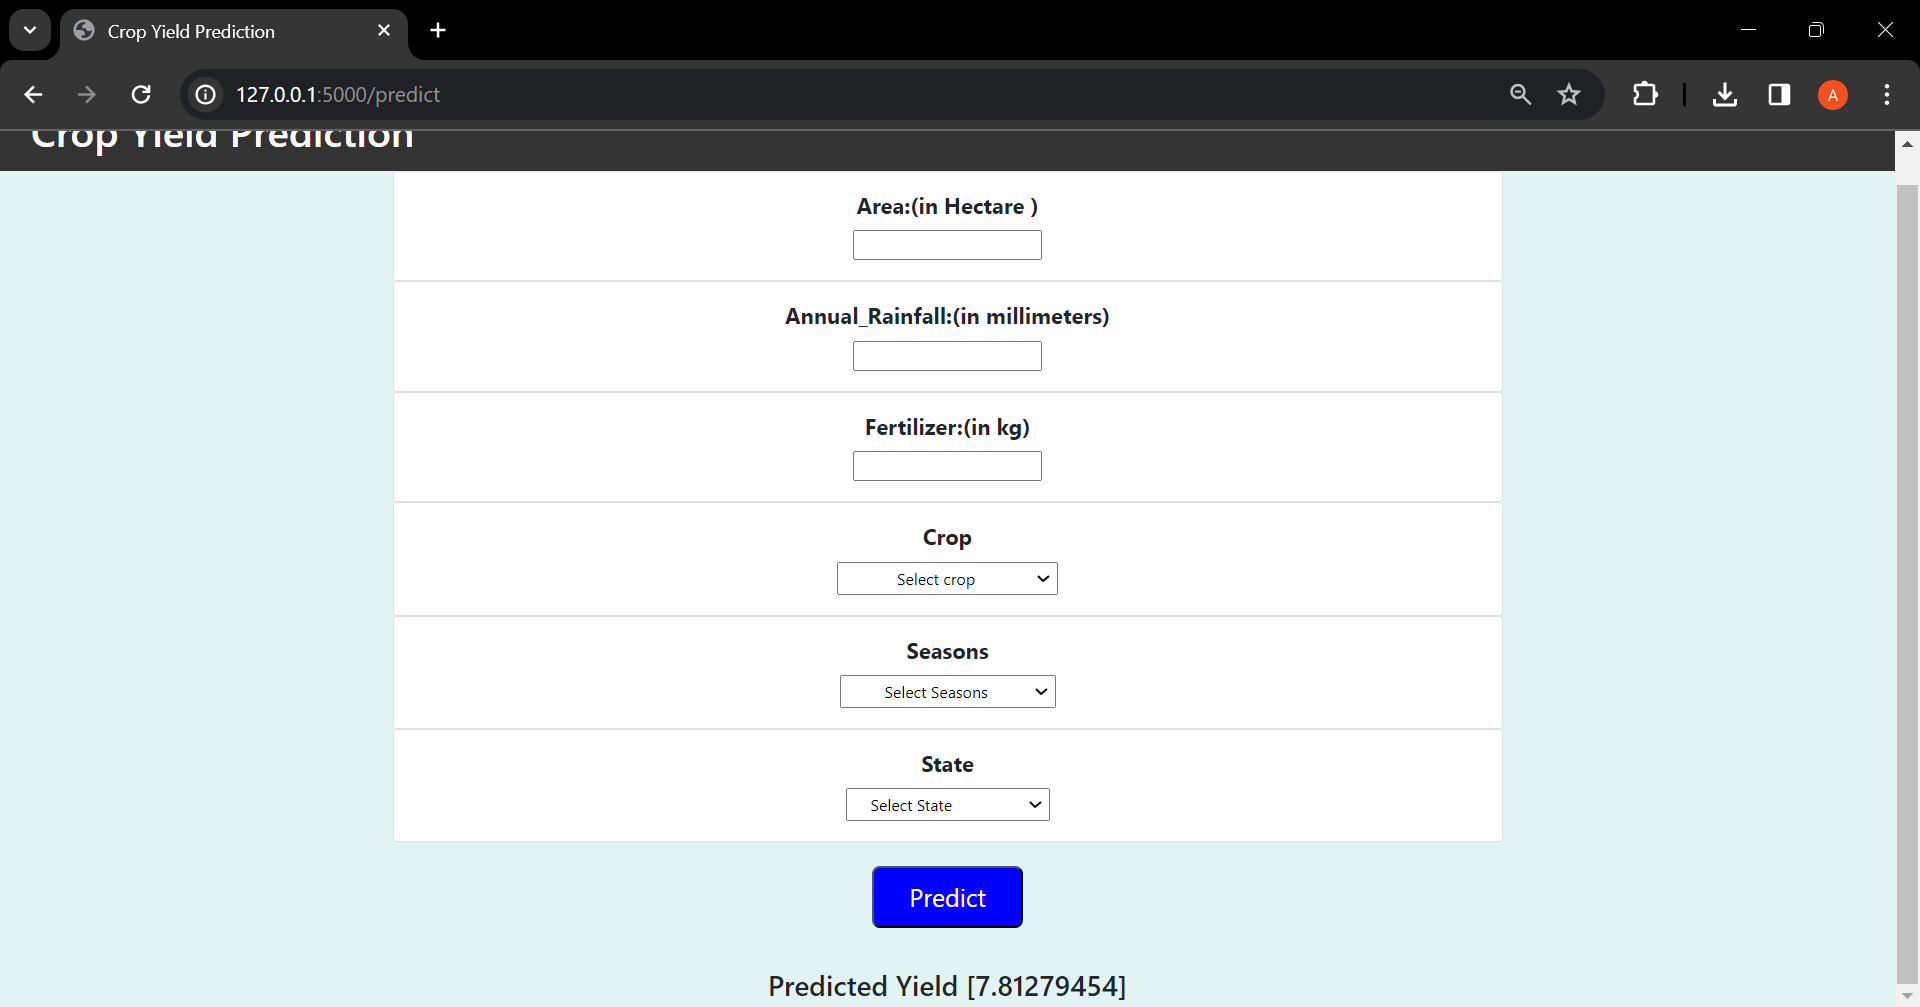 Crop Yield Prediction
127.0.0.1:5000/predict
A
Crop Yield Prediction
Area:(in Hectare )
Annual_Rainfall:(in millimeters)
Fertilizer:(in kg)
Crop
Select crop
Seasons
Select Seasons
State
Select State
Predict
Predicted Yield [7.81279454]